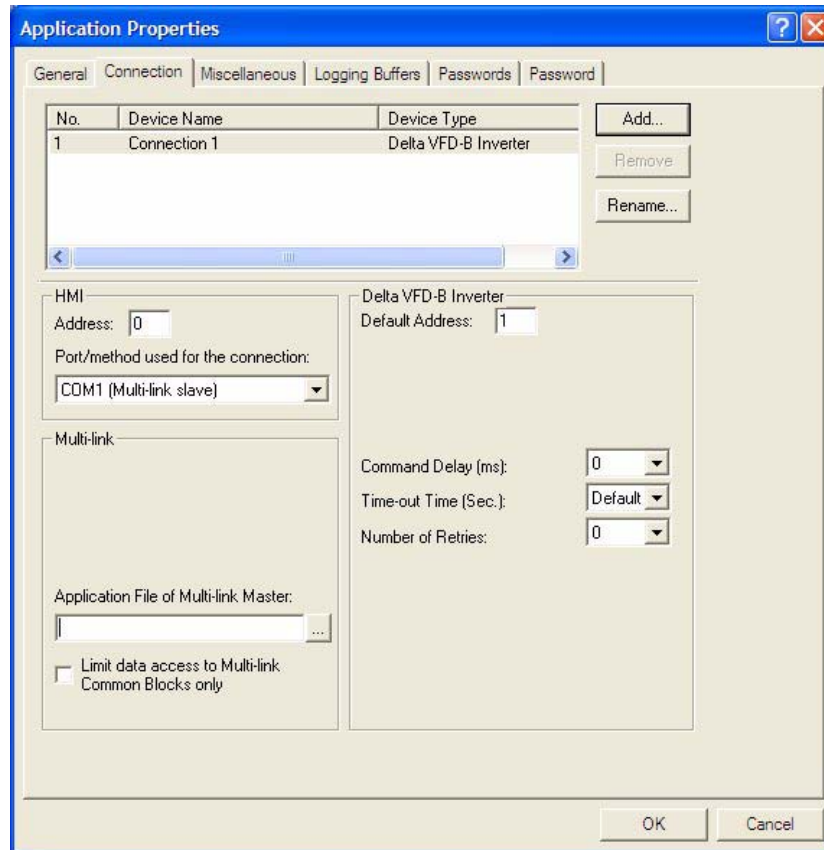 Application Properties
General Connection Miscellaneous Logging Buffers Passwords Password
No. Device Name Device Type
1 Connection 1 Delta VFD-B Inverter
Add...
Remove
Rename...
HMI
Address: 0
Port/method used for the connection:
COM1 (Multi-link slave)
Multi-link
Application File of Multi-link Master:
...
Limit data access to Multi-link
Common Blocks only
Delta VFD-B Inverter
Default Address: 1
Command Delay (ms): 0
Time-out Time (Sec.): Default
Number of Retries: 0
OK Cancel